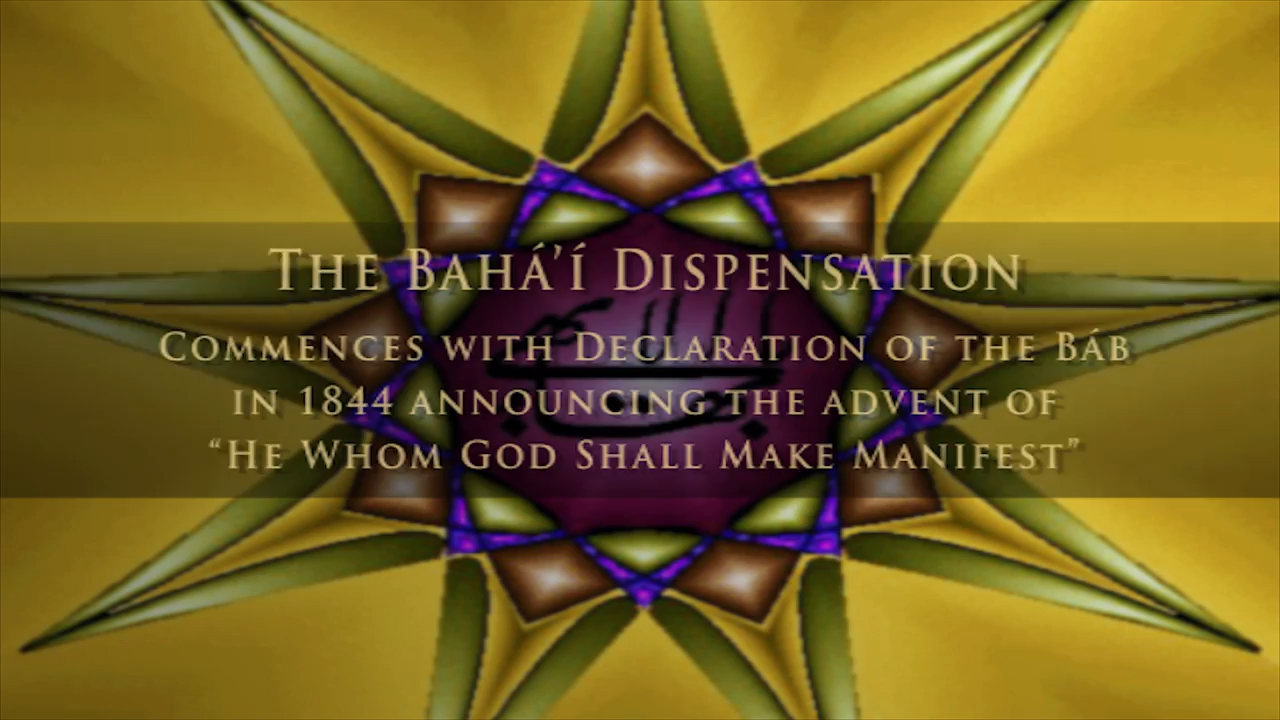 The Bahá’í Dispensation
Commences with Declaration of the Báb
in 1844 announcing the advent of
“He Whom God Shall Make Manifest”